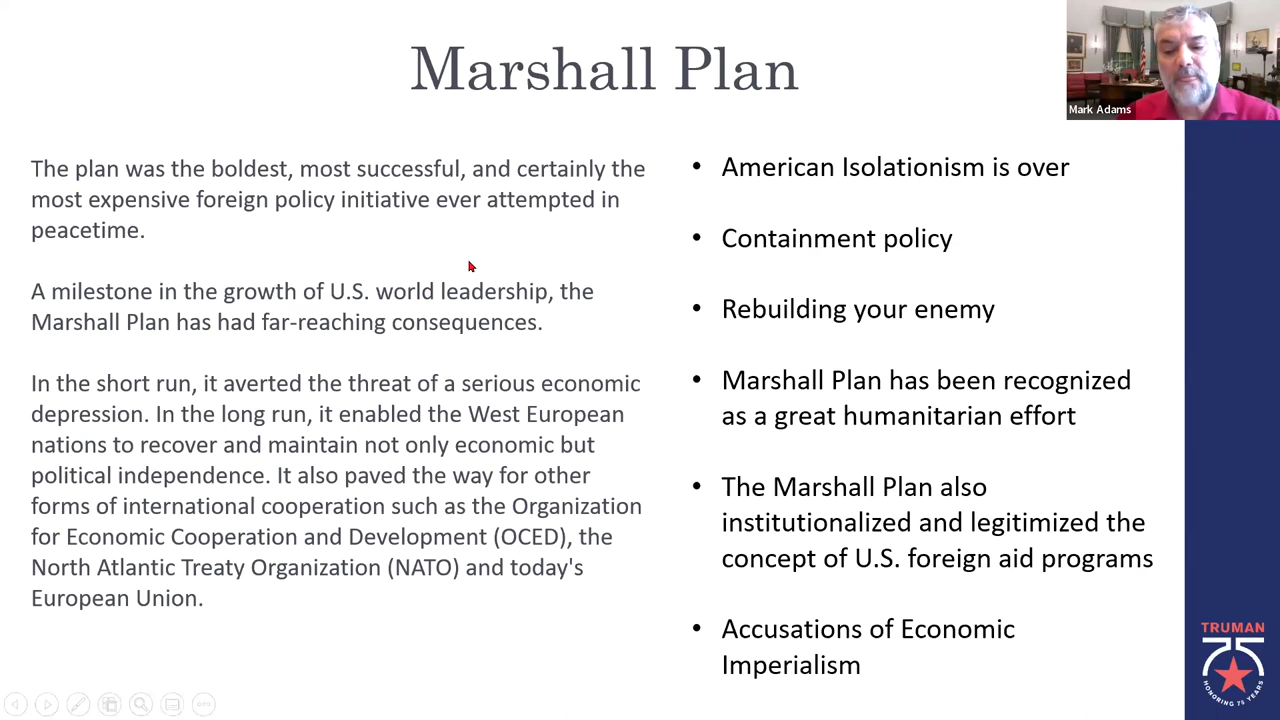 Marshall Plan
Mark Adams
The plan was the boldest, most successful, and certainly the
most expensive foreign policy initiative ever attempted in
peacetime.
A milestone in the growth of U.S. world leadership, the
Marshall Plan has had far-reaching consequences.
In the short run, it averted the threat of a serious economic
depression. In the long run, it enabled the West European
nations to recover and maintain not only economic but
political independence. It also paved the way for other
forms of international cooperation such as the Organization
for Economic Cooperation and Development (OCED), the
North Atlantic Treaty Organization (NATO) and today's
European Union.
• American Isolationism is over
• Containment policy
• Rebuilding your enemy
• Marshall Plan has been recognized
as a great humanitarian effort
• The Marshall Plan also
institutionalized and legitimized the
concept of U.S. foreign aid programs
• Accusations of Economic
Imperialism
TRUMAN
75
HONORING 75 YEARS